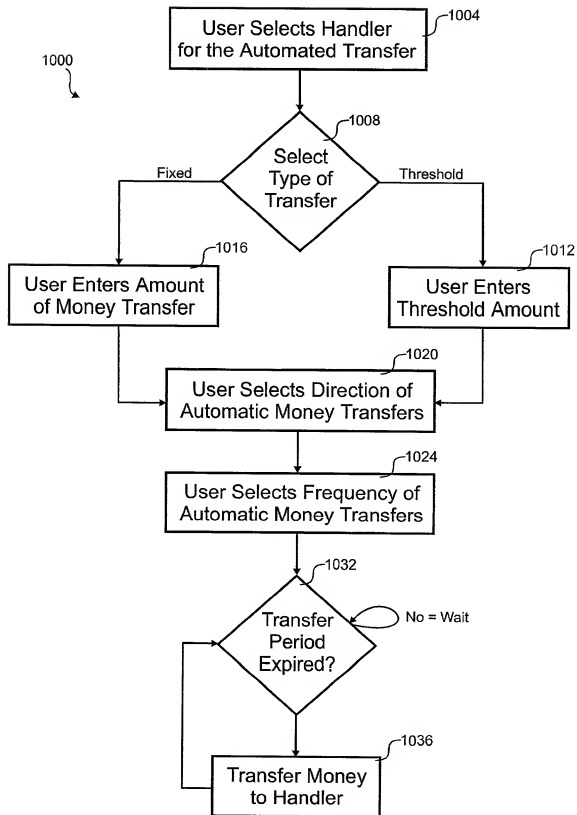 User Selects Handler
for the Automated Transfer
1004
1000
1008
Select
Type of
Transfer
Fixed
Threshold
1016
User Enters Amount
of Money Transfer
1012
User Enters
Threshold Amount
1020
User Selects Direction of
Automatic Money Transfers
1024
User Selects Frequency of
Automatic Money Transfers
1032
Transfer
Period
Expired?
No = Wait
1036
Transfer Money
to Handler